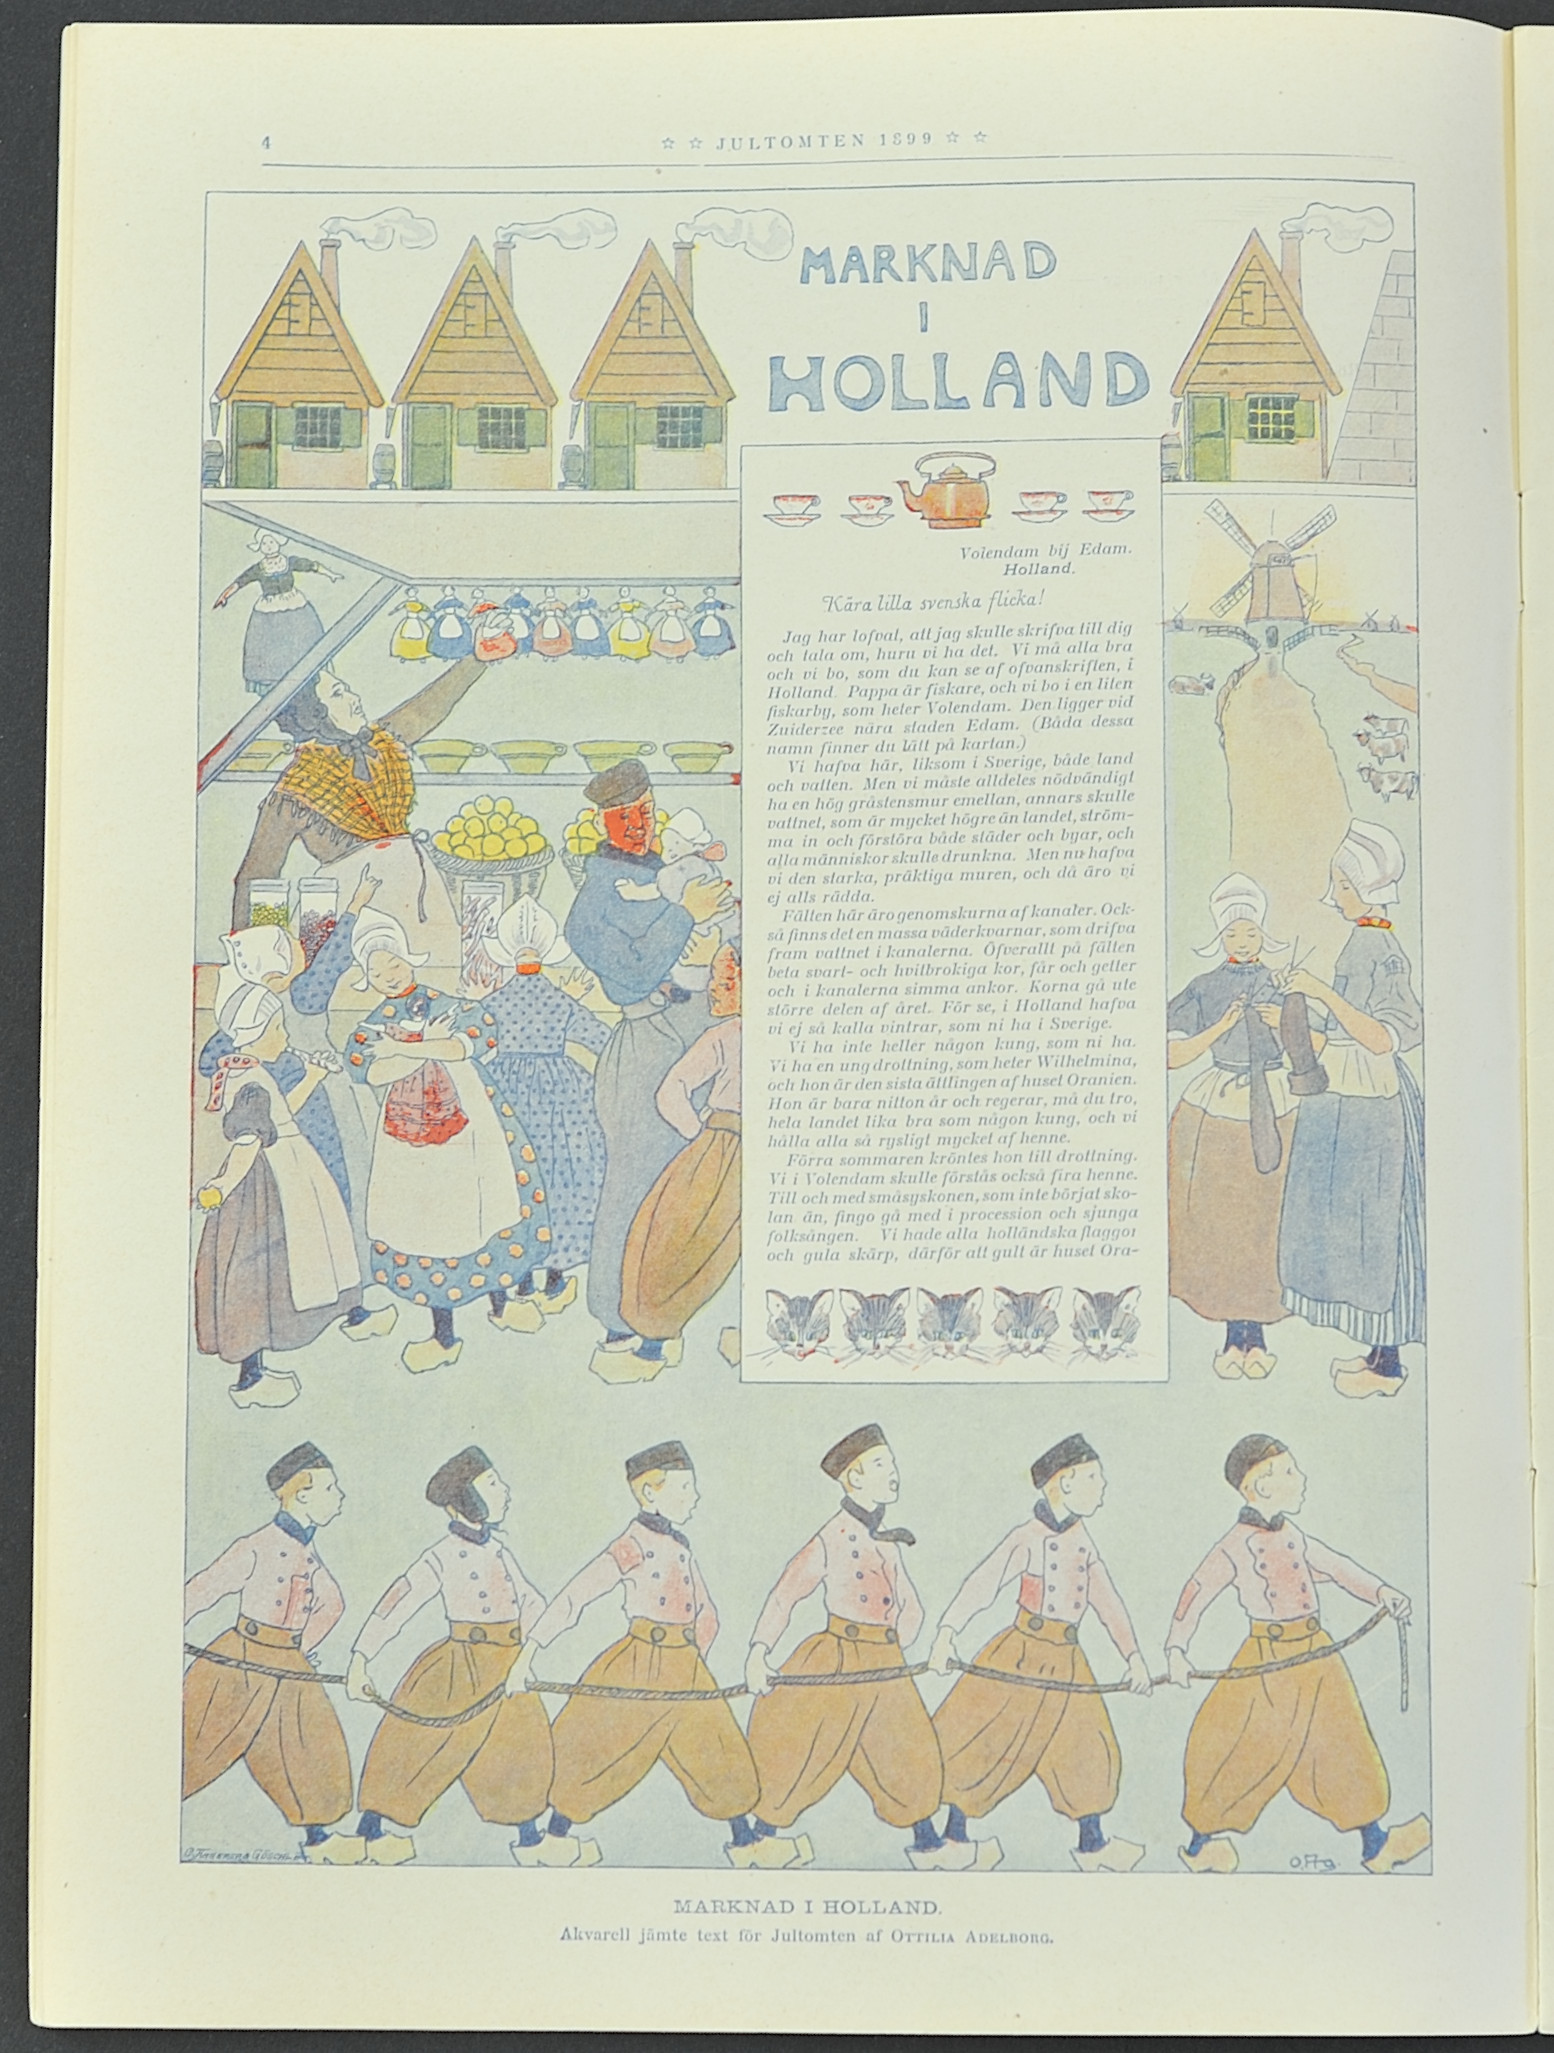 4
☆ ☆ JULTOMTEN 1899 ☆ ☆
MARKNAD
I
HOLLAND
Volendam bij Edam.
Holland.
Kära lilla svenska flicka!
Jag har lofvat, att jag skulle skrifva till dig
och tala om, huru vi ha det. Vi må alla bra
och vi bo, som du kan se af ofvanskriften, i
Holland. Pappa är fiskare, och vi bo i en liten
fiskarby, som heter Volendam. Den ligger vid
Zuiderzee nära staden Edam. (Båda dessa
namn finner du lätt på kartan.)
Vi hafva här, liksom i Sverige, både land
och vatten. Men vi måste alldeles nödvändigt
ha en hög gråstensmur emellan, annars skulle
vattnet, som är mycket högre än landet, ström-
ma in och förstöra både städer och byar, och
alla människor skulle drunkna. Men nu hafva
vi den starka, präktiga muren, och då äro vi
ej alls rädda.
Fälten här äro genomskurna af kanaler. Ock-
så finns det en massa väderkvarnar, som drifva
fram vattnet i kanalerna. Öfverallt på fälten
beta svart- och hvitbrokiga kor, får och getter
och i kanalerna simma ankor. Korna gå ute
större delen af året. För se, i Holland hafva
vi ej så kalla vintrar, som ni ha i Sverige.
Vi ha inte heller någon kung, som ni ha.
Vi ha en ung drottning, som heter Wilhelmina,
och hon är den sista ättlingen af huset Oranien.
Hon är bara nitton år och regerar, må du tro,
hela landet lika bra som någon kung, och vi
hålla alla så rysligt mycket af henne.
Förra sommaren kröntes hon till drottning.
Vi i Volendam skulle förstås också fira henne.
Till och med småsyskonen, som inte börjat sko-
lan än, fingo gå med i procession och sjunga
folksången. Vi hade alla holländska flaggor
och gula skärp, därför att gult är huset Ora-
O.Ag.
MARKNAD I HOLLAND.
Akvarell jämte text för Jultomten af OTTILIA ADELBORG.